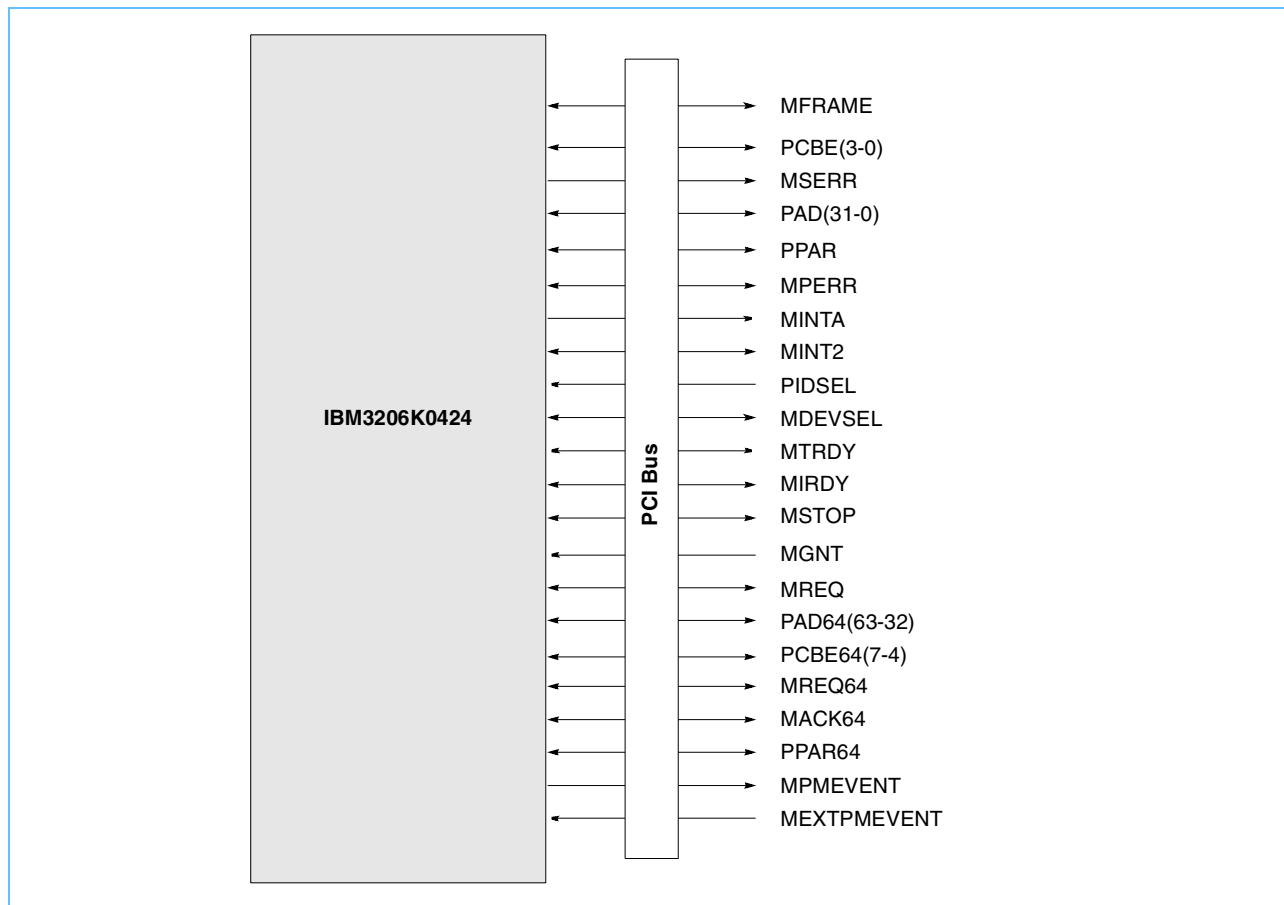 IBM3206K0424
PCI Bus
MFRAME
PCBE(3-0)
MSERR
PAD(31-0)
PPAR
MPERR
MINTA
MINT2
PIDSEL
MDEVSEL
MTRDY
MIRDY
MSTOP
MGNT
MREQ
PAD64(63-32)
PCBE64(7-4)
MREQ64
MACK64
PPAR64
MPMEVENT
MEXTPMEVENT